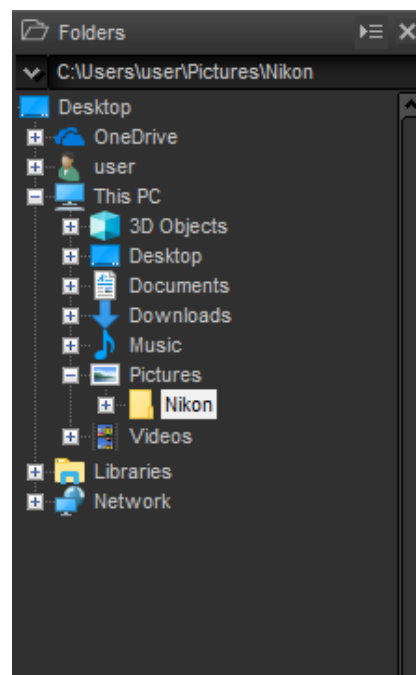 Folders
C:\Users\user\Pictures\Nikon
Desktop
OneDrive
user
This PC
3D Objects
Desktop
Documents
Downloads
Music
Pictures
Nikon
Videos
Libraries
Network